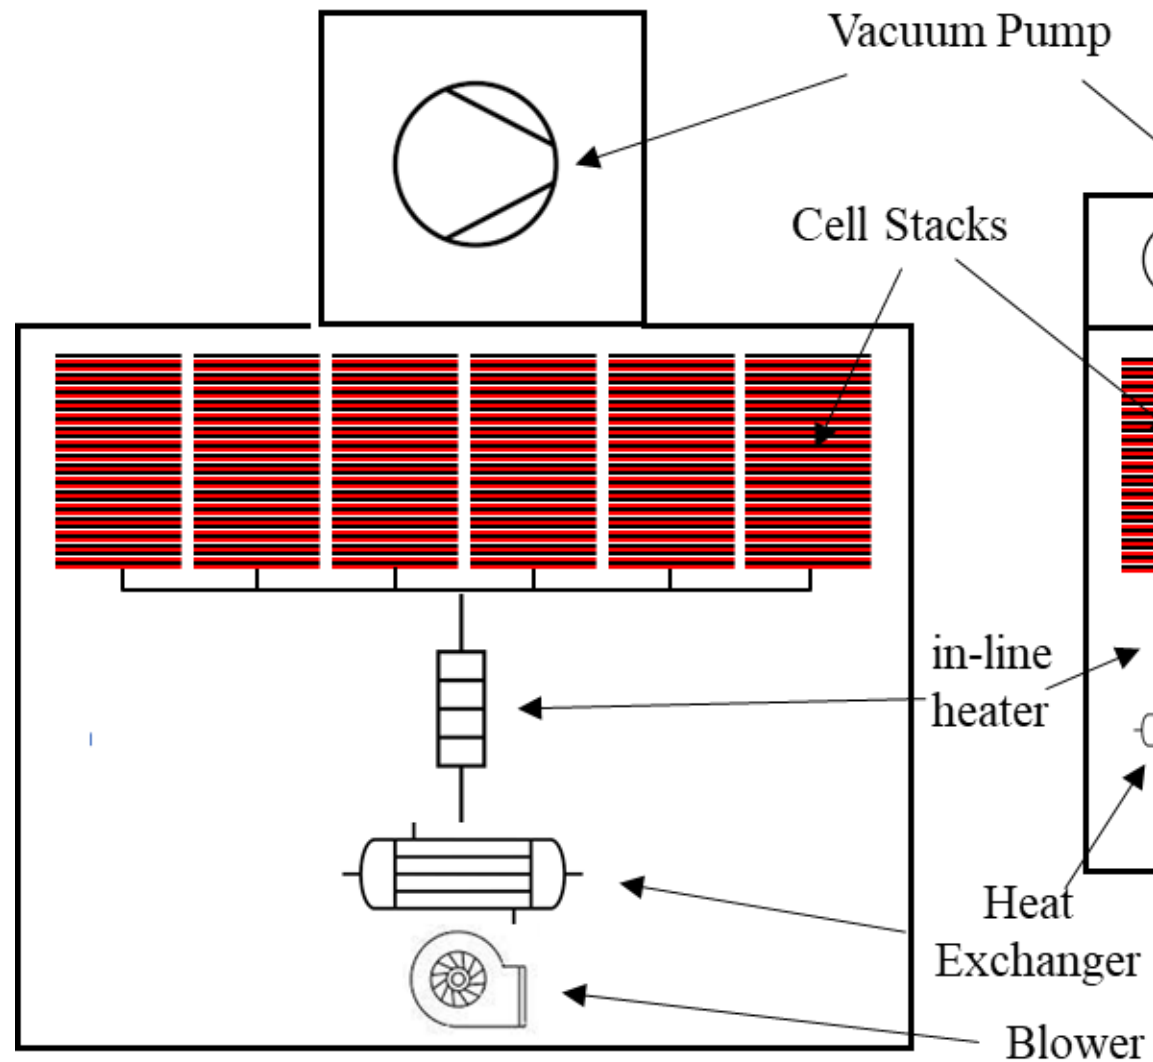 Vacuum Pump
Cell Stacks
in-line
heater
Heat
Exchanger
Blower